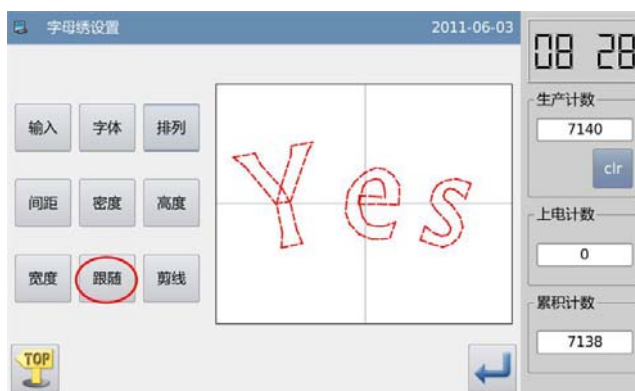 字母绣设置 2011-06-03
08 28
输入 字体 排列
间距 密度 高度
宽度 跟随 剪线
Yes
生产计数
7140
clr
上电计数
0
累积计数
7138
TOP